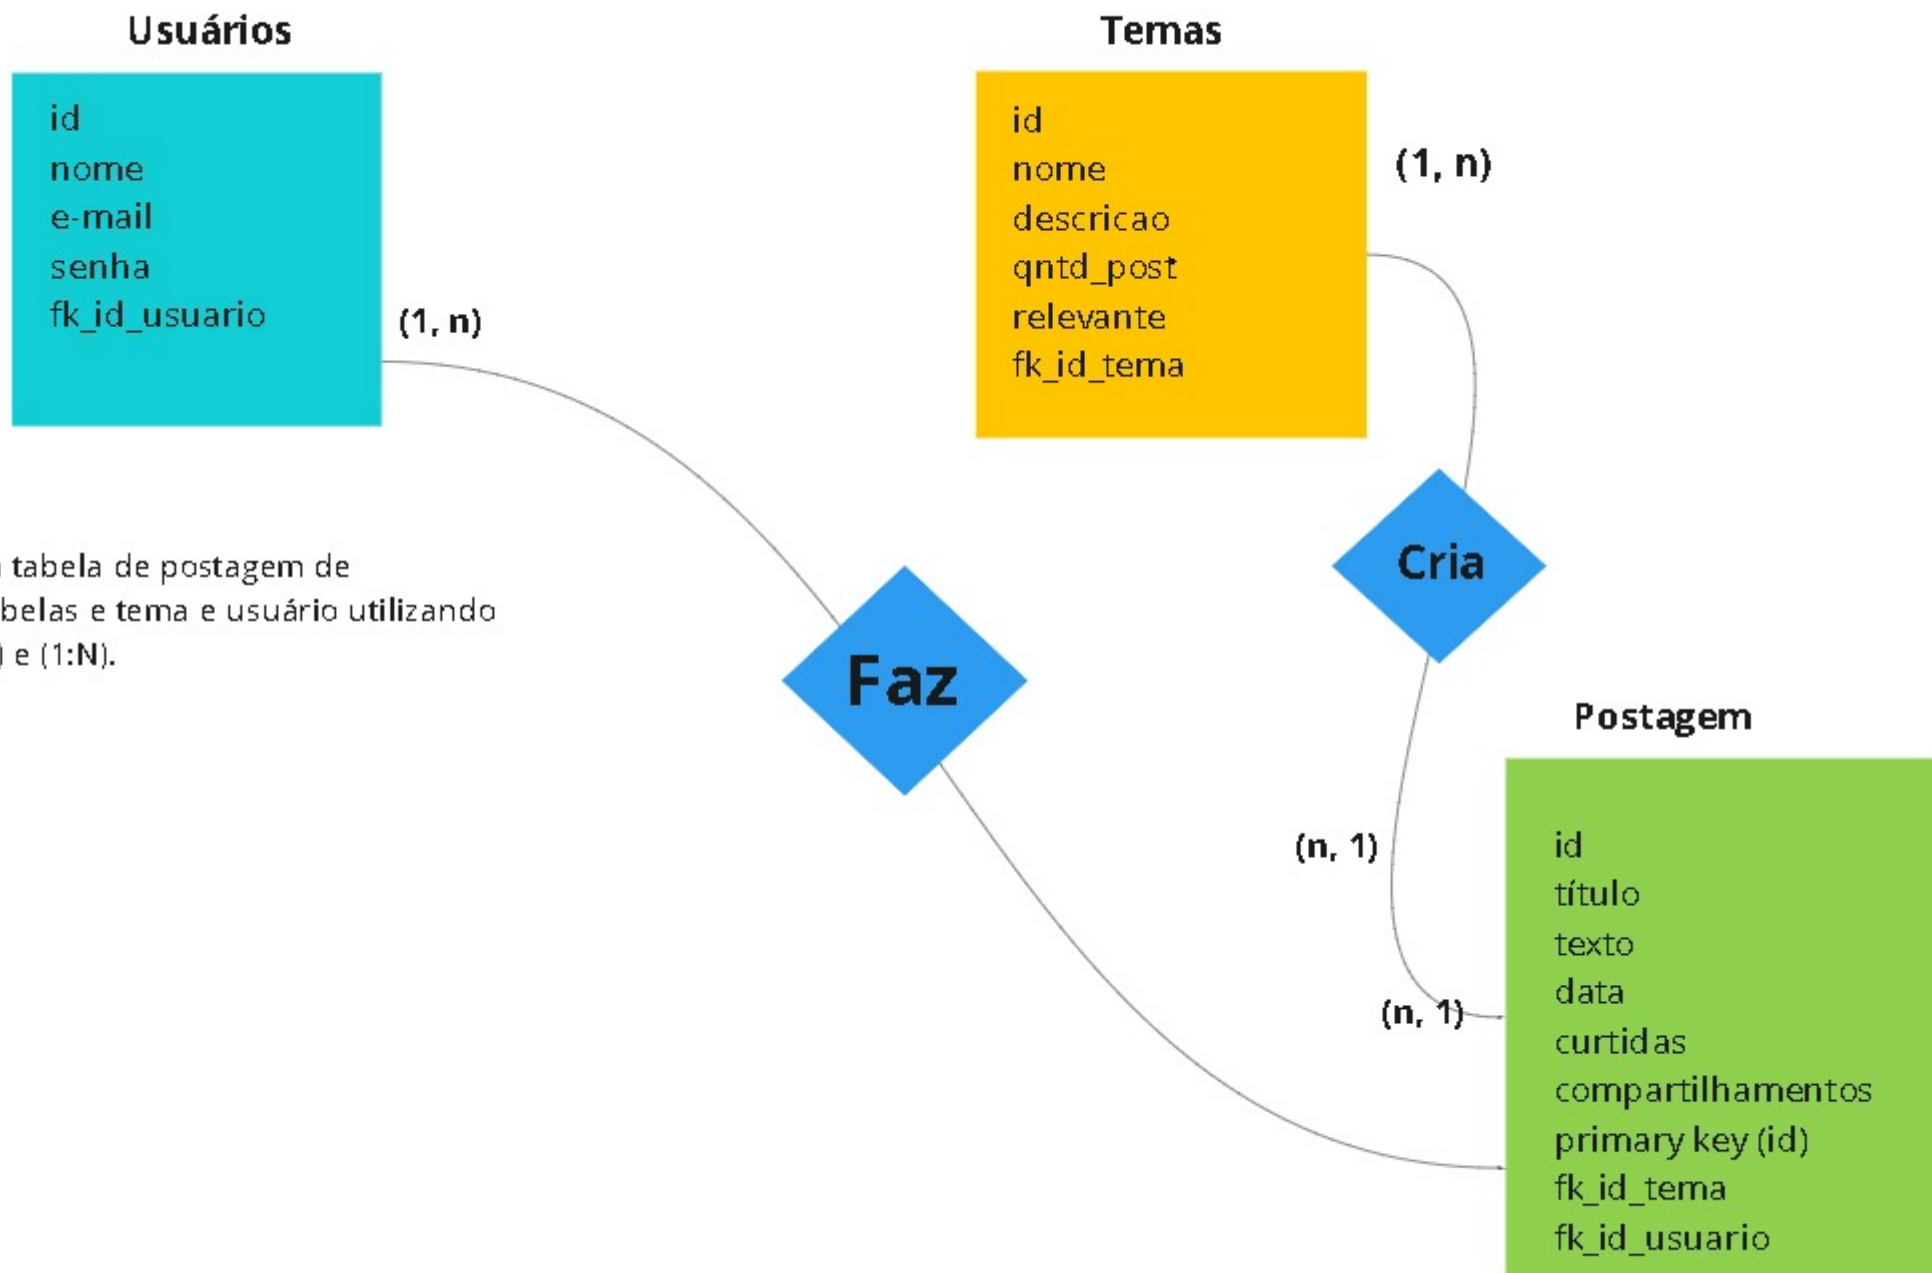 Usuários
id
nome
e-mail
senha
fk_id_usuario
(1, n)
Temas
id
nome
descricao
qntd_post
relevante
fk_id_tema
(1, n)
tabela de postagem de
e tema e usuário utilizando
e (1:N).
Faz
Cria
(n, 1)
(n, 1)
Postagem
id
título
texto
data
curtidas
compartilhamentos
primary key (id)
fk_id_tema
fk_id_usuario